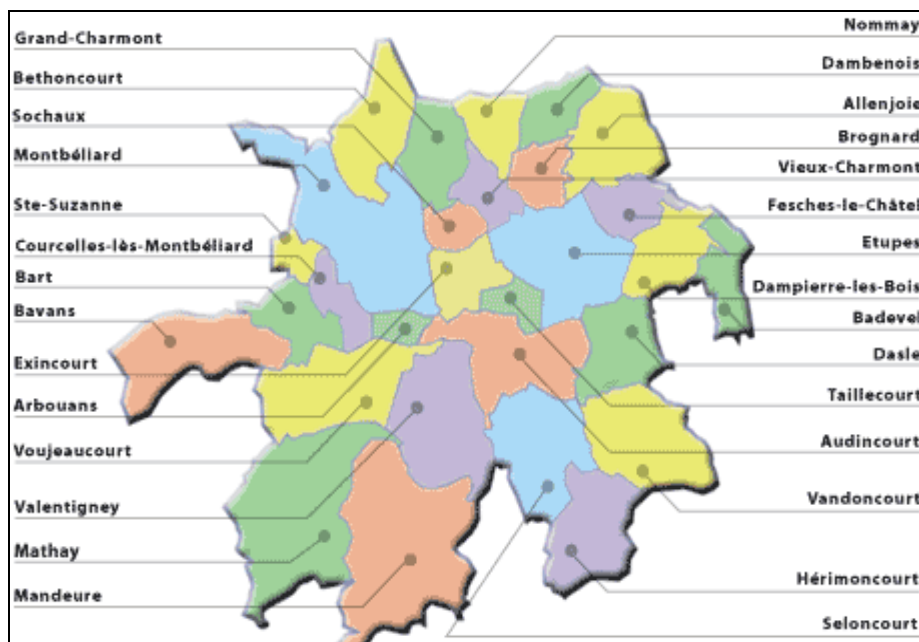 Grand-Charmont
Bethoncourt
Sochaux
Montbéliard
Ste-Suzanne
Courcelles-lès-Montbéliard
Bart
Bavans
Exincourt
Arbouans
Voujeaucourt
Valentigney
Mathay
Mandeure
Nommay
Dambenois
Allenjoie
Brognard
Vieux-Charmont
Fesches-le-Châtel
Etupes
Dampierre-les-Bois
Badevel
Dasle
Taillecourt
Audincourt
Vandoncourt
Hérimoncourt
Seloncourt